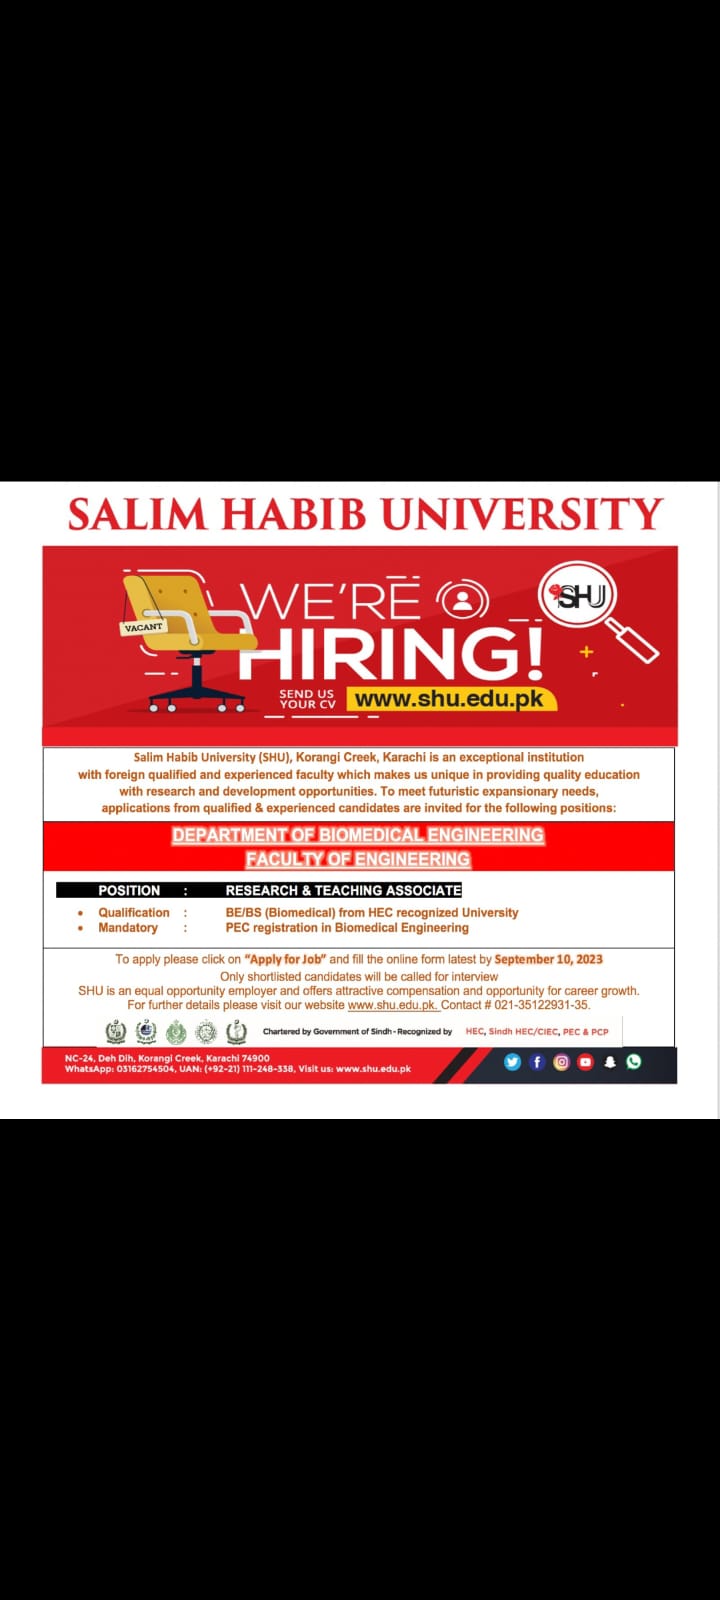 SALIM HABIB UNIVERSITY
VACANT
WE'RE
HIRING!
SHU
SEND US
YOUR CV
www.shu.edu.pk
Salim Habib University (SHU), Korangi Creek, Karachi is an exceptional institution
with foreign qualified and experienced faculty which makes us unique in providing quality education
with research and development opportunities. To meet futuristic expansionary needs,
applications from qualified & experienced candidates are invited for the following positions:
DEPARTMENT OF BIOMEDICAL ENGINEERING
FACULTY OF ENGINEERING
POSITION : RESEARCH & TEACHING ASSOCIATE
• Qualification : BE/BS (Biomedical) from HEC recognized University
• Mandatory : PEC registration in Biomedical Engineering
To apply please click on “Apply for Job” and fill the online form latest by September 10, 2023
Only shortlisted candidates will be called for interview
SHU is an equal opportunity employer and offers attractive compensation and opportunity for career growth.
For further details please visit our website www.shu.edu.pk. Contact # 021-35122931-35.
Chartered by Government of Sindh - Recognized by HEC, Sindh HEC/CIEC, PEC & PCP
NC-24, Deh Dih, Korangi Creek, Karachi 74900
WhatsApp: 03162754504, UAN: (+92-21) 111-248-338, Visit us: www.shu.edu.pk